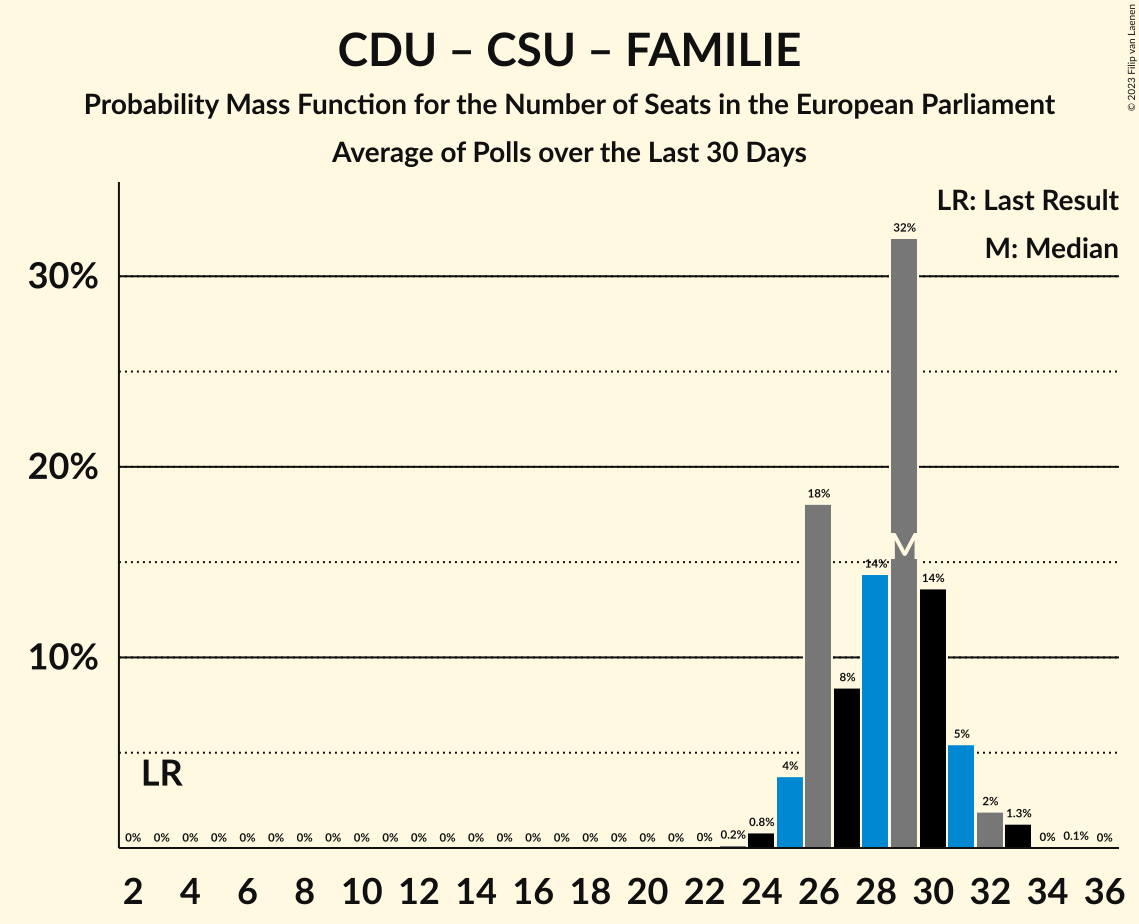 CDU – CSU – FAMILIE
Probability Mass Function for the Number of Seats in the European Parliament
Average of Polls over the Last 30 Days
© 2023 Filip van Laenen
LR: Last Result
M: Median
30%
20%
10%
LR
M
0% 0% 0% 0% 0% 0% 0% 0% 0% 0% 0% 0% 0% 0% 0% 0% 0% 0% 0% 0% 0% 0.2% 0.8% 4% 18% 8% 14% 32% 14% 5% 2% 1.3% 0% 0.1% 0%
2 4 6 8 10 12 14 16 18 20 22 24 26 28 30 32 34 36